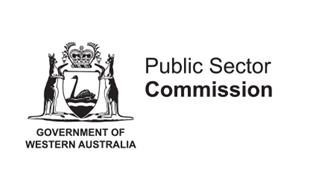 Public Sector
Commission
GOVERNMENT OF
WESTERN AUSTRALIA